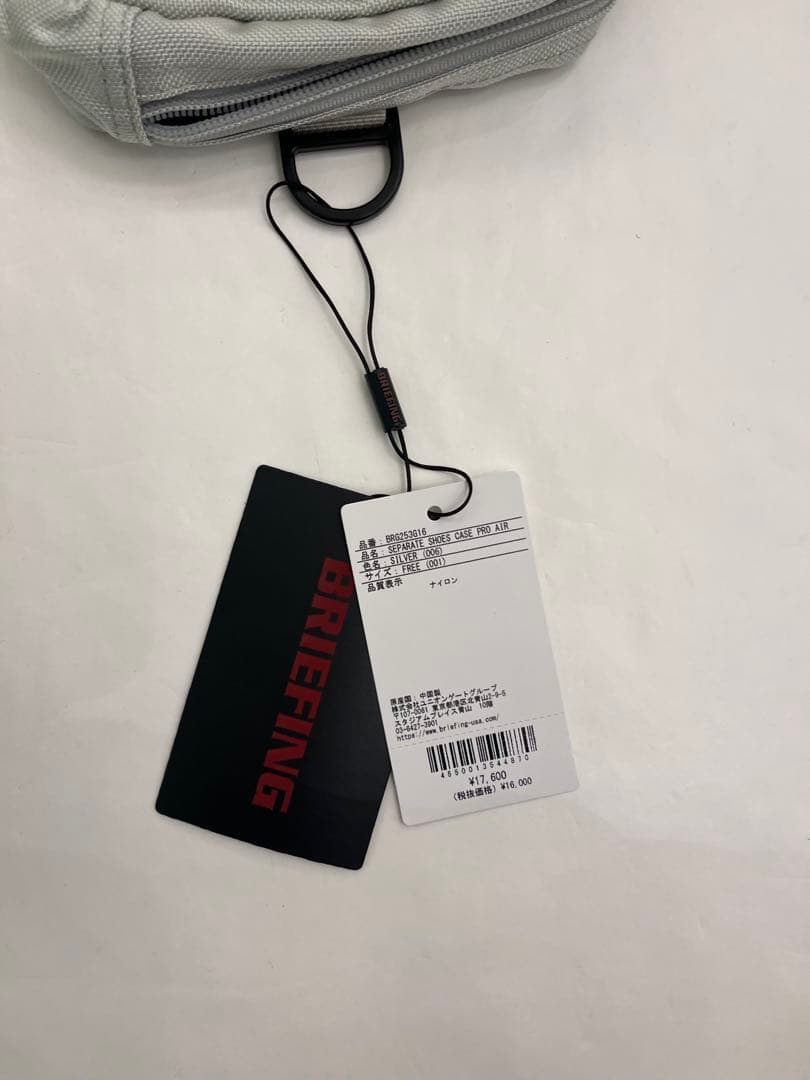 BRIEFING
BRIEFING
品番：BRG253G16
品名：SEPARATE SHOES CASE PRO AIR
色名：SILVER (006)
サイズ：FREE (001)
品質表示 ナイロン
原産国：中国製
株式会社ユニオンゲートグループ
〒107-0061 東京都港区北青山2-9-5
スタジアムプレイス青山 10階
03-6427-3901
https://www.briefing-usa.com/
4550013544870
¥17,600
(税抜価格) ¥16,000